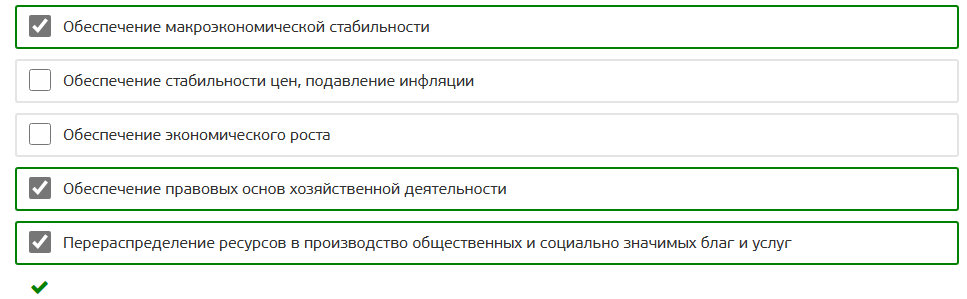 Обеспечение макроэкономической стабильности
Обеспечение стабильности цен, подавление инфляции
Обеспечение экономического роста
Обеспечение правовых основ хозяйственной деятельности
Перераспределение ресурсов в производство общественных и социально значимых благ и услуг